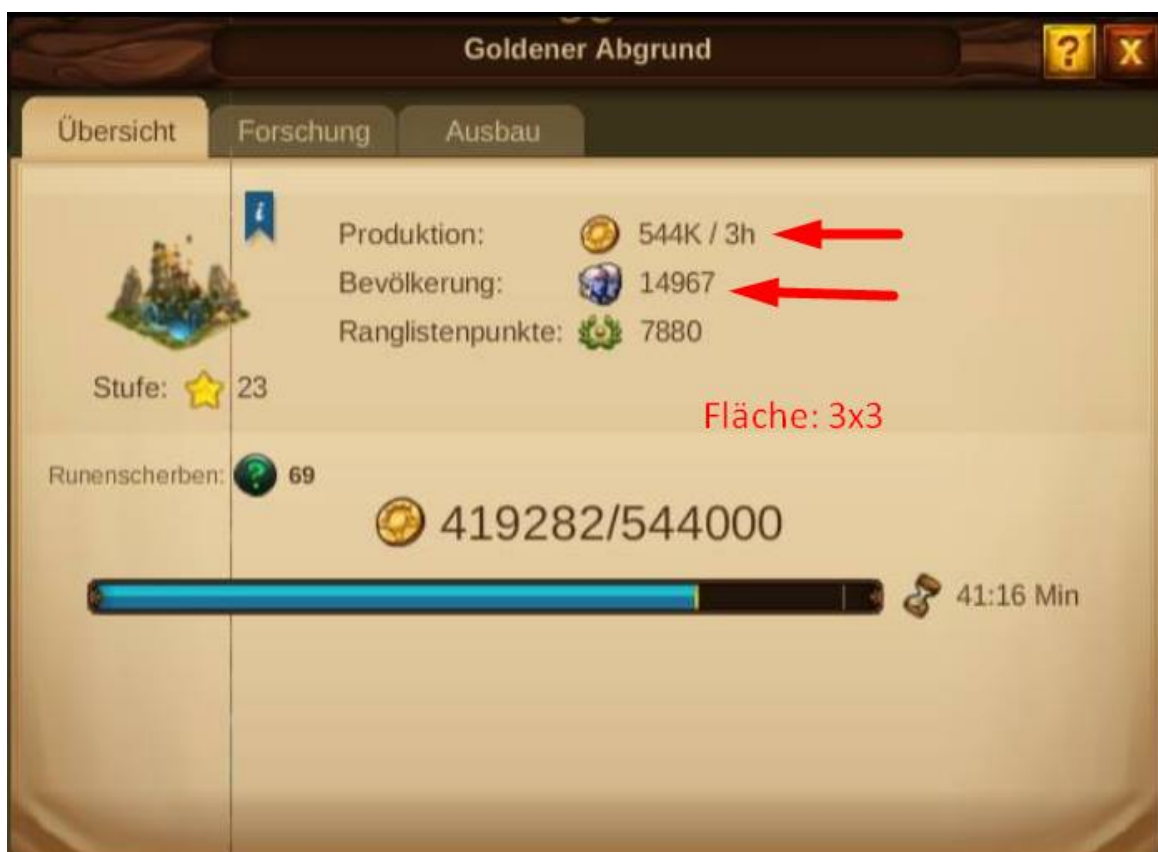 Goldener Abgrund
? X
Übersicht Forschung Ausbau
i
Produktion: 544K / 3h
Bevölkerung: 14967
Ranglistenpunkte: 7880
Stufe: 23
Fläche: 3x3
Runenscherben: ? 69
419282/544000
41:16 Min